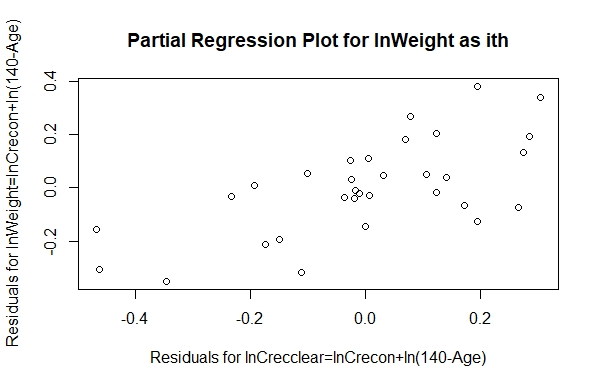 Partial Regression Plot for lnWeight as ith
Residuals for lnWeight=lnCrecon+ln(140-Age)
0.4
0.2
0.0
-0.2
-0.4 -0.2 0.0 0.2
Residuals for lnCrecclear=lnCrecon+ln(140-Age)